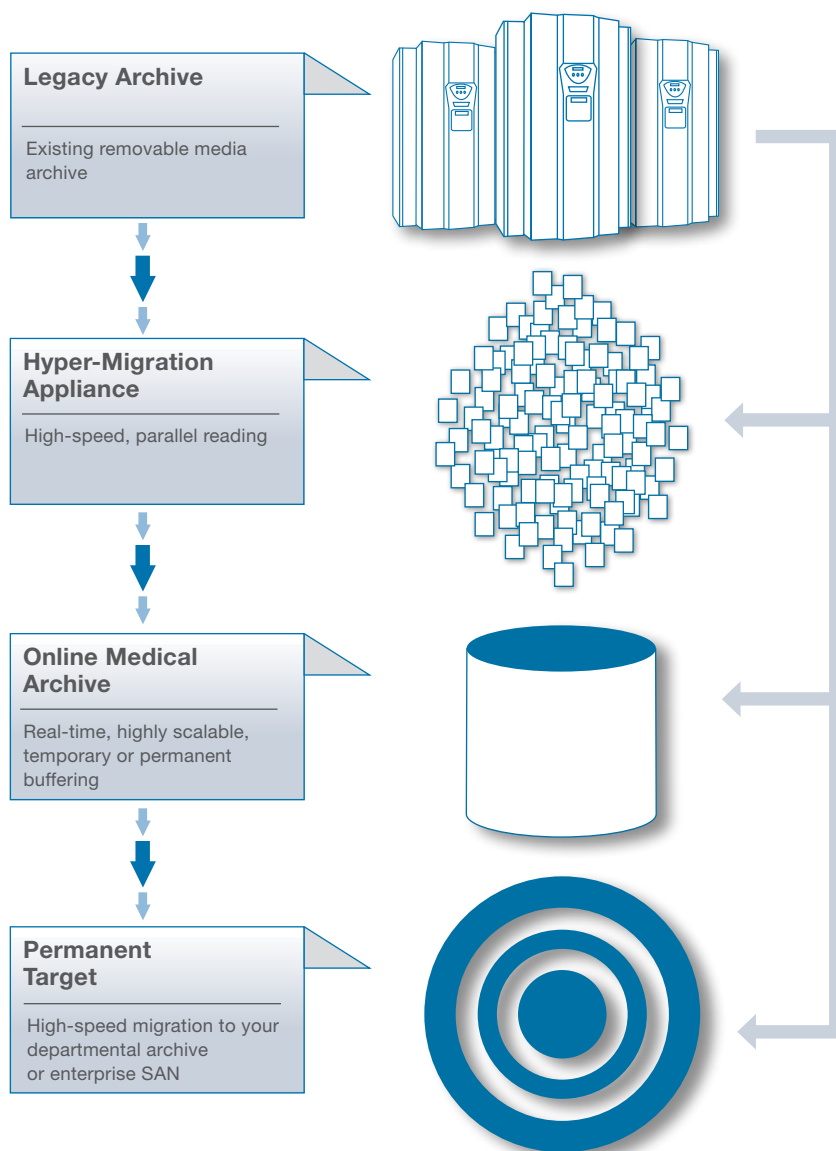 Legacy Archive
Existing removable media
archive
Hyper-Migration
Appliance
High-speed, parallel reading
Online Medical
Archive
Real-time, highly scalable,
temporary or permanent
buffering
Permanent
Target
High-speed migration to your
departmental archive
or enterprise SAN